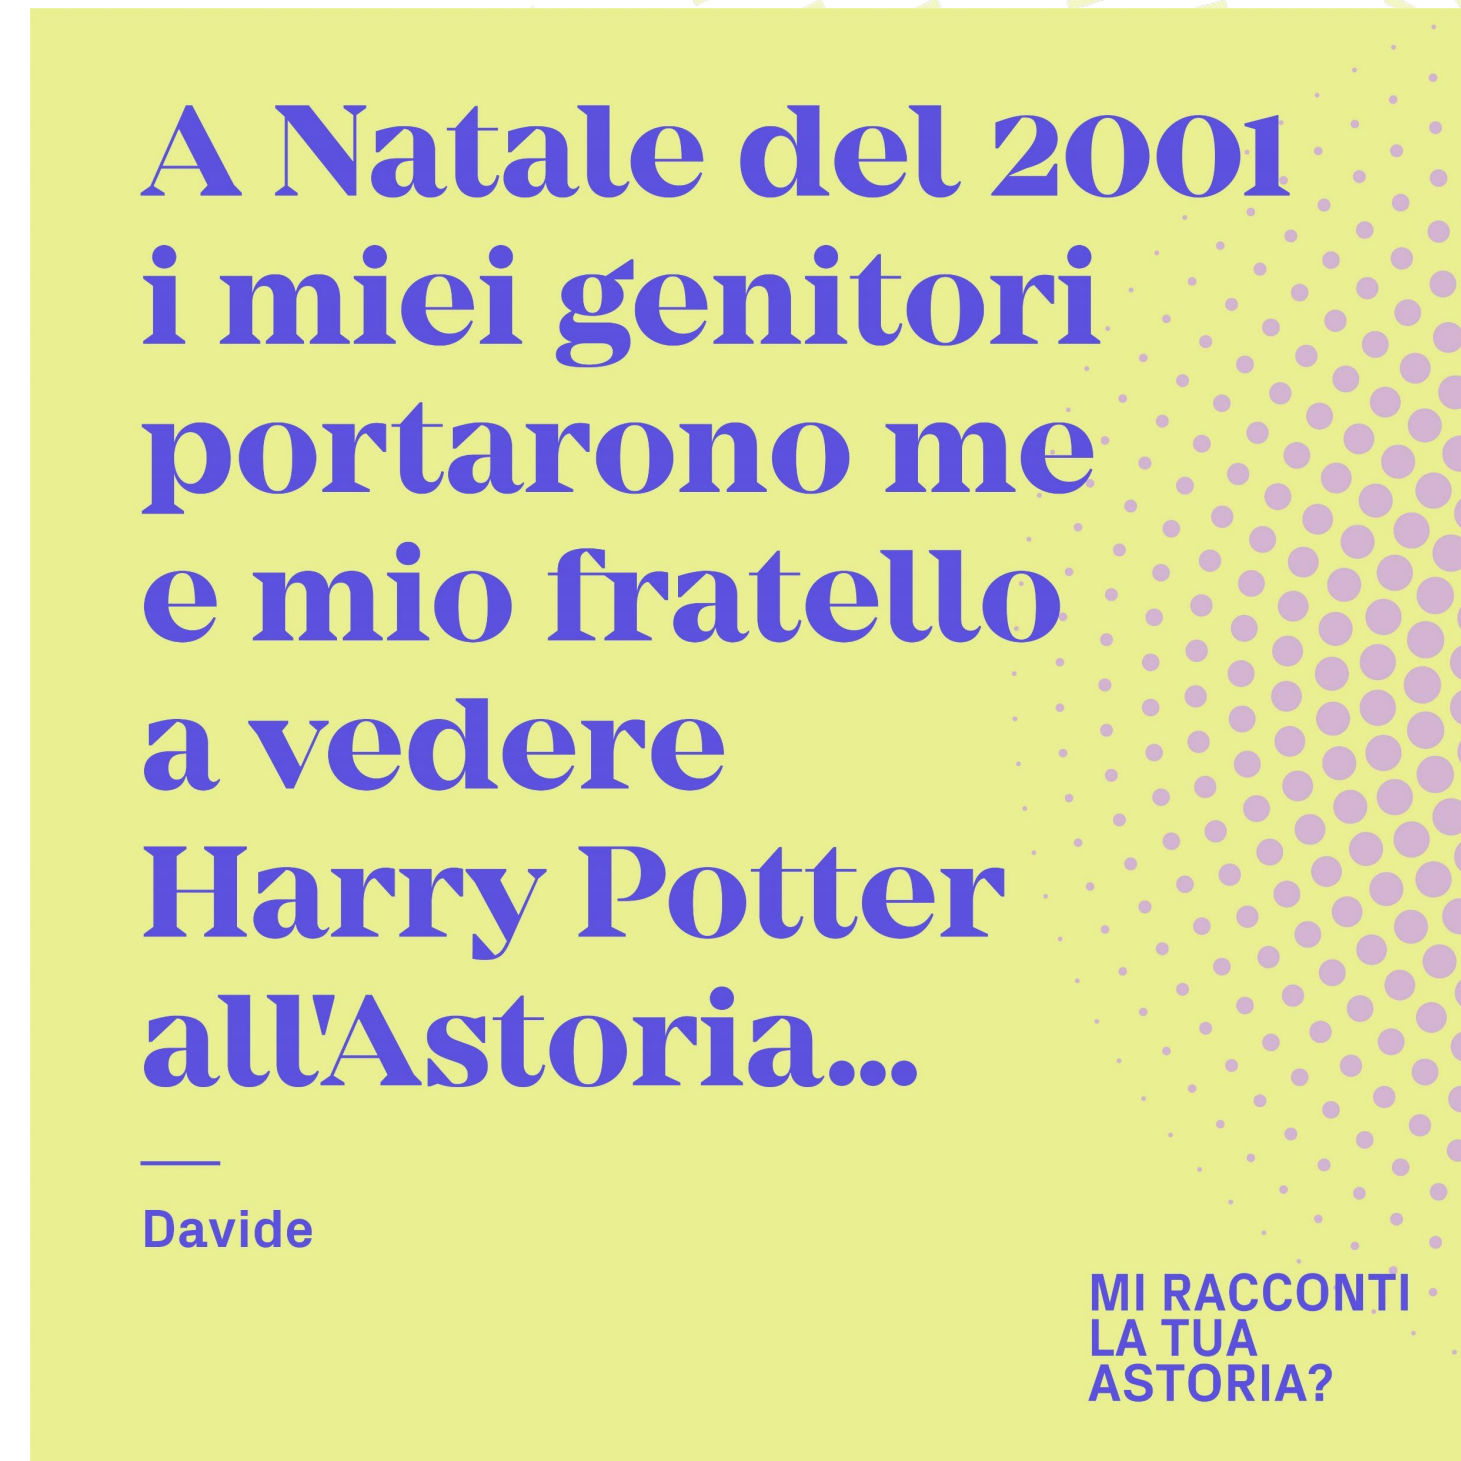 A Natale del 2001
i miei genitori
portarono me
e mio fratello
a vedere
Harry Potter
all'Astoria...
Davide
MI RACCONTI
LA TUA
ASTORIA?